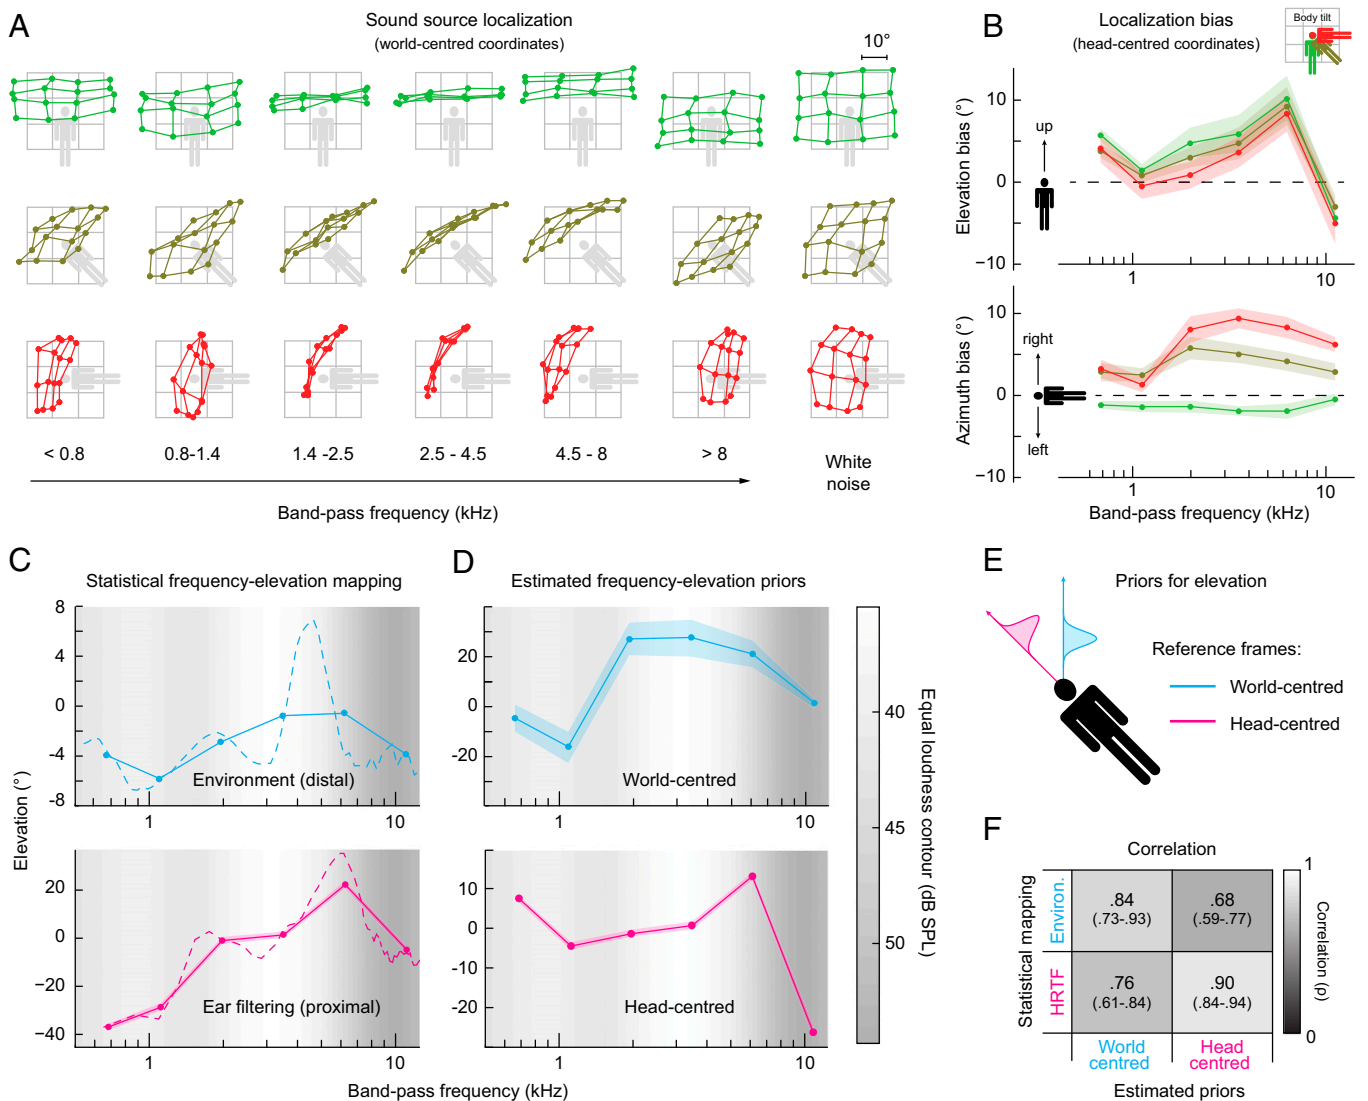 A
Sound source localization
(world-centred coordinates)
10°
< 0.8
0.8-1.4
1.4 -2.5
2.5 - 4.5
4.5 - 8
> 8
White
noise
Band-pass frequency (kHz)
B
Localization bias
(head-centred coordinates)
Body tilt
Elevation bias (°)
10
0
−10
up
1
10
Azimuth bias (°)
10
0
−10
right
left
1
10
Band-pass frequency (kHz)
C
Statistical frequency-elevation mapping
Elevation (°)
8
4
0
-4
-8
Environment (distal)
1
10
20
0
−20
−40
Ear filtering (proximal)
1
10
Band-pass frequency (kHz)
D
Estimated frequency-elevation priors
20
0
-20
World-centred
1
10
10
0
-10
-20
Head-centred
1
10
40
45
50
Equal loudness contour (dB SPL)
E
Priors for elevation
Reference frames:
World-centred
Head-centred
F
Correlation
Statistical mapping
Environ.
HRTF
.84
(.73-.93)
.68
(.59-.77)
.76
(.61-.84)
.90
(.84-.94)
World
centred
Head
centred
Estimated priors
1
0
Correlation (ρ)